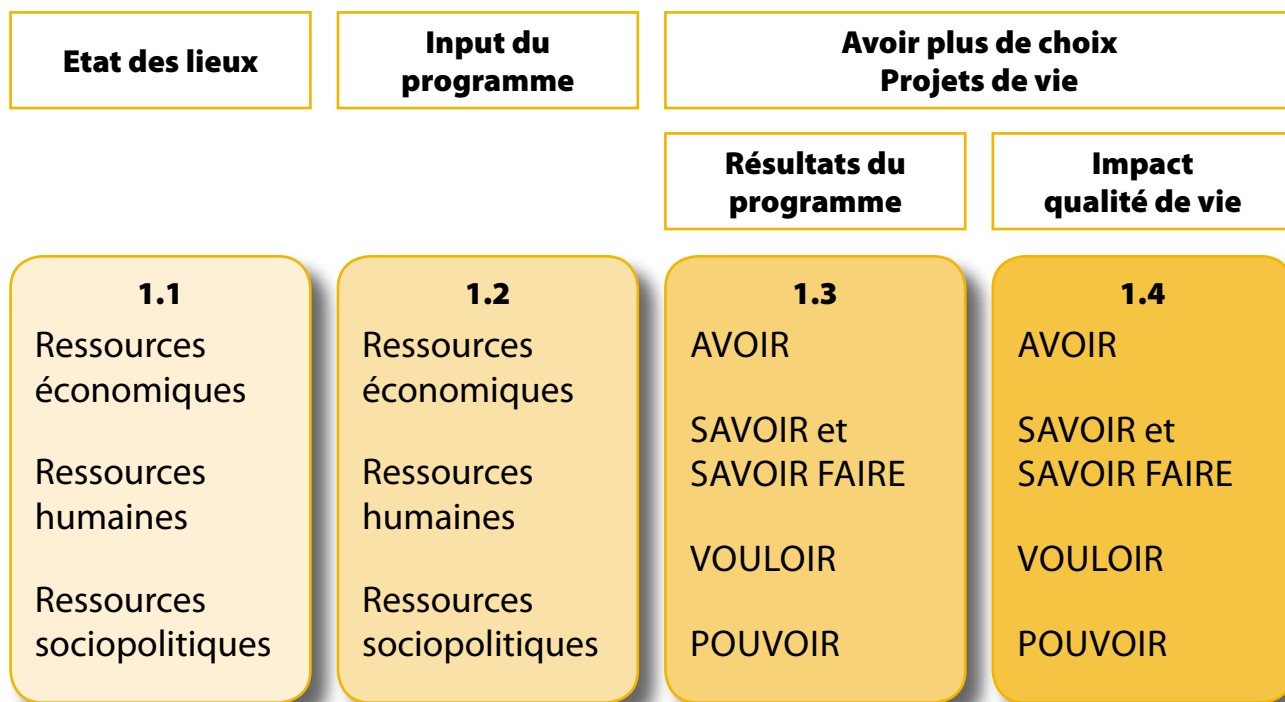 Etat des lieux
Input du
programme
Avoir plus de choix
Projets de vie
Résultats du
programme
Impact
qualité de vie
1.1
Ressources
économiques
Ressources
humaines
Ressources
sociopolitiques
1.2
Ressources
économiques
Ressources
humaines
Ressources
sociopolitiques
1.3
AVOIR
SAVOIR et
SAVOIR FAIRE
VOULOIR
POUVOIR
1.4
AVOIR
SAVOIR et
SAVOIR FAIRE
VOULOIR
POUVOIR